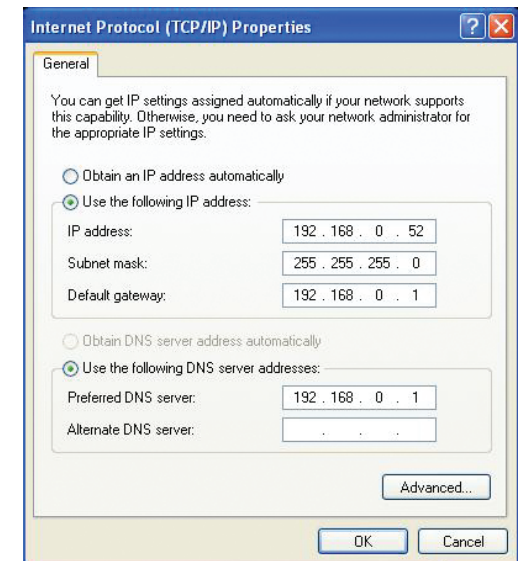 Internet Protocol (TCP/IP) Properties
General
You can get IP settings assigned automatically if your network supports
this capability. Otherwise, you need to ask your network administrator for
the appropriate IP settings.
Obtain an IP address automatically
Use the following IP address:
IP address: 192 . 168 . 0 . 52
Subnet mask: 255 . 255 . 255 . 0
Default gateway: 192 . 168 . 0 . 1
Obtain DNS server address automatically
Use the following DNS server addresses:
Preferred DNS server: 192 . 168 . 0 . 1
Alternate DNS server: . . .
Advanced...
OK Cancel